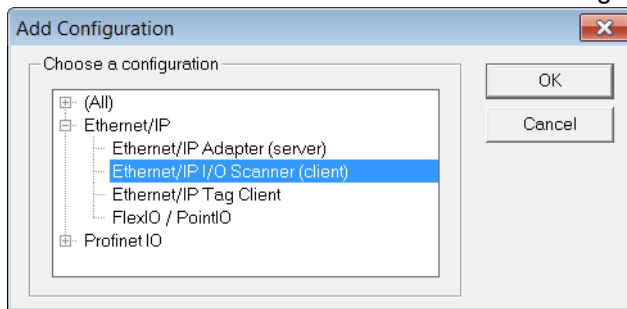 Add Configuration
Choose a configuration
OK
Cancel
(All)
Ethernet/IP
Ethernet/IP Adapter (server)
Ethernet/IP I/O Scanner (client)
Ethernet/IP Tag Client
FlexIO / PointIO
Profinet IO